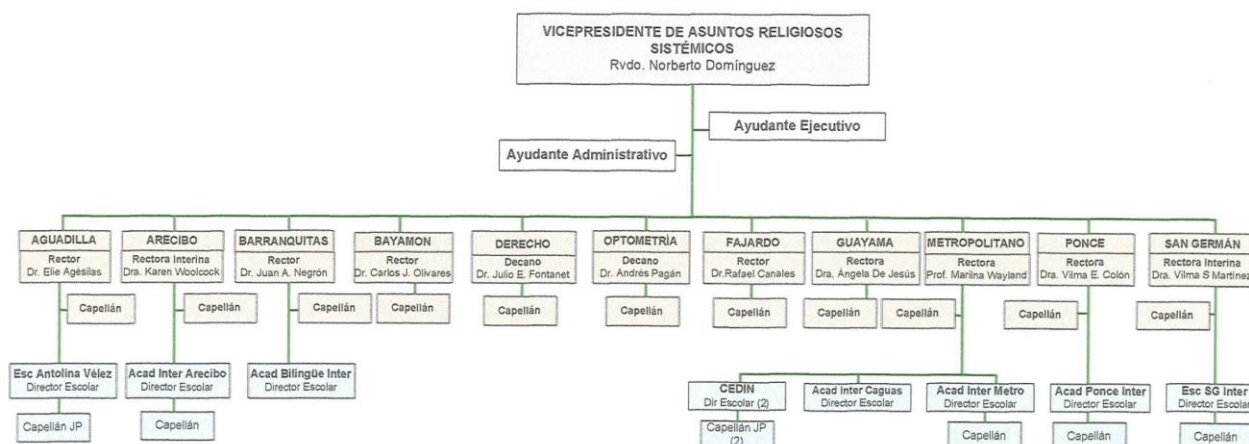 VICEPRESIDENTE DE ASUNTOS RELIGIOSOS
SISTÉMICOS
Rvdo. Norberto Domínguez
Ayudante Ejecutivo
Ayudante Administrativo
AGUADILLA
Rector
Dr. Elie Agésilas
ARECIBO
Rectora Interina
Dra. Karen Woolcock
BARRANQUITAS
Rector
Dr. Juan A. Negrón
BAYAMON
Rector
Dr. Carlos J. Olivares
DERECHO
Decano
Dr. Julio E. Fontanet
OPTOMETRÍA
Decano
Dr. Andrés Pagán
FAJARDO
Rector
Dr.Rafael Canales
GUAYAMA
Rectora
Dra. Ángela De Jesús
METROPOLITANO
Rectora
Prof. Marilna Wayland
PONCE
Rectora
Dra. Vilma E. Colón
SAN GERMÁN
Rectora Interina
Dra. Vilma S Martínez
Capellán
Capellán
Capellán
Capellán
Capellán
Capellán
Capellán
Capellán
Capellán
Capellán
Capellán
Esc Antolina Vélez
Director Escolar
Acad Inter Arecibo
Director Escolar
Acad Bilingüe Inter
Director Escolar
CEDIN
Dir Escolar (2)
Acad Inter Caguas
Director Escolar
Acad Inter Metro
Director Escolar
Acad Ponce Inter
Director Escolar
Esc SG Inter
Director Escolar
Capellán JP
Capellán
Capellán JP
(2)
Capellán
Capellán
Capellán